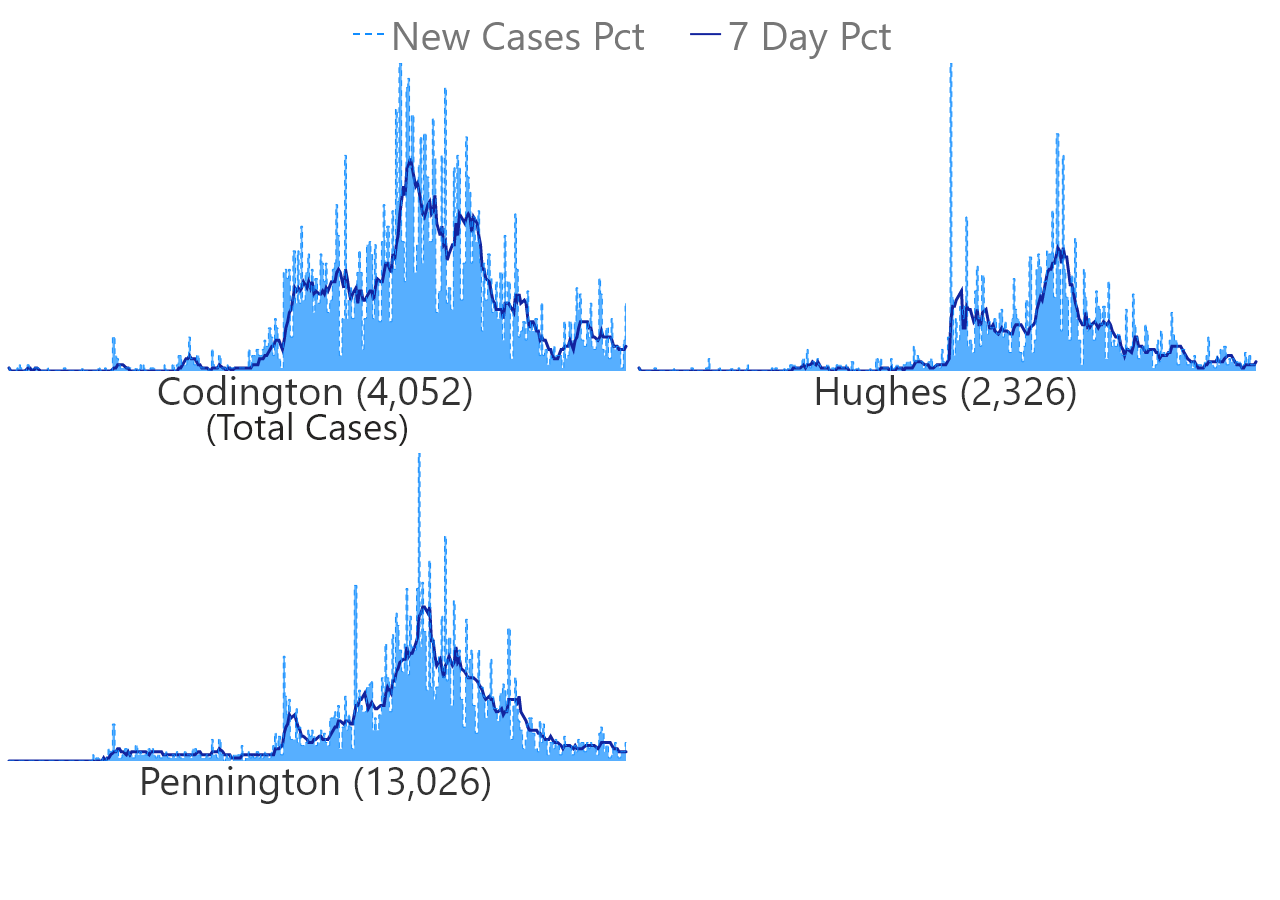 New Cases Pct 7 Day Pct
Codington (4,052)
(Total Cases)
Hughes (2,326)
Pennington (13,026)